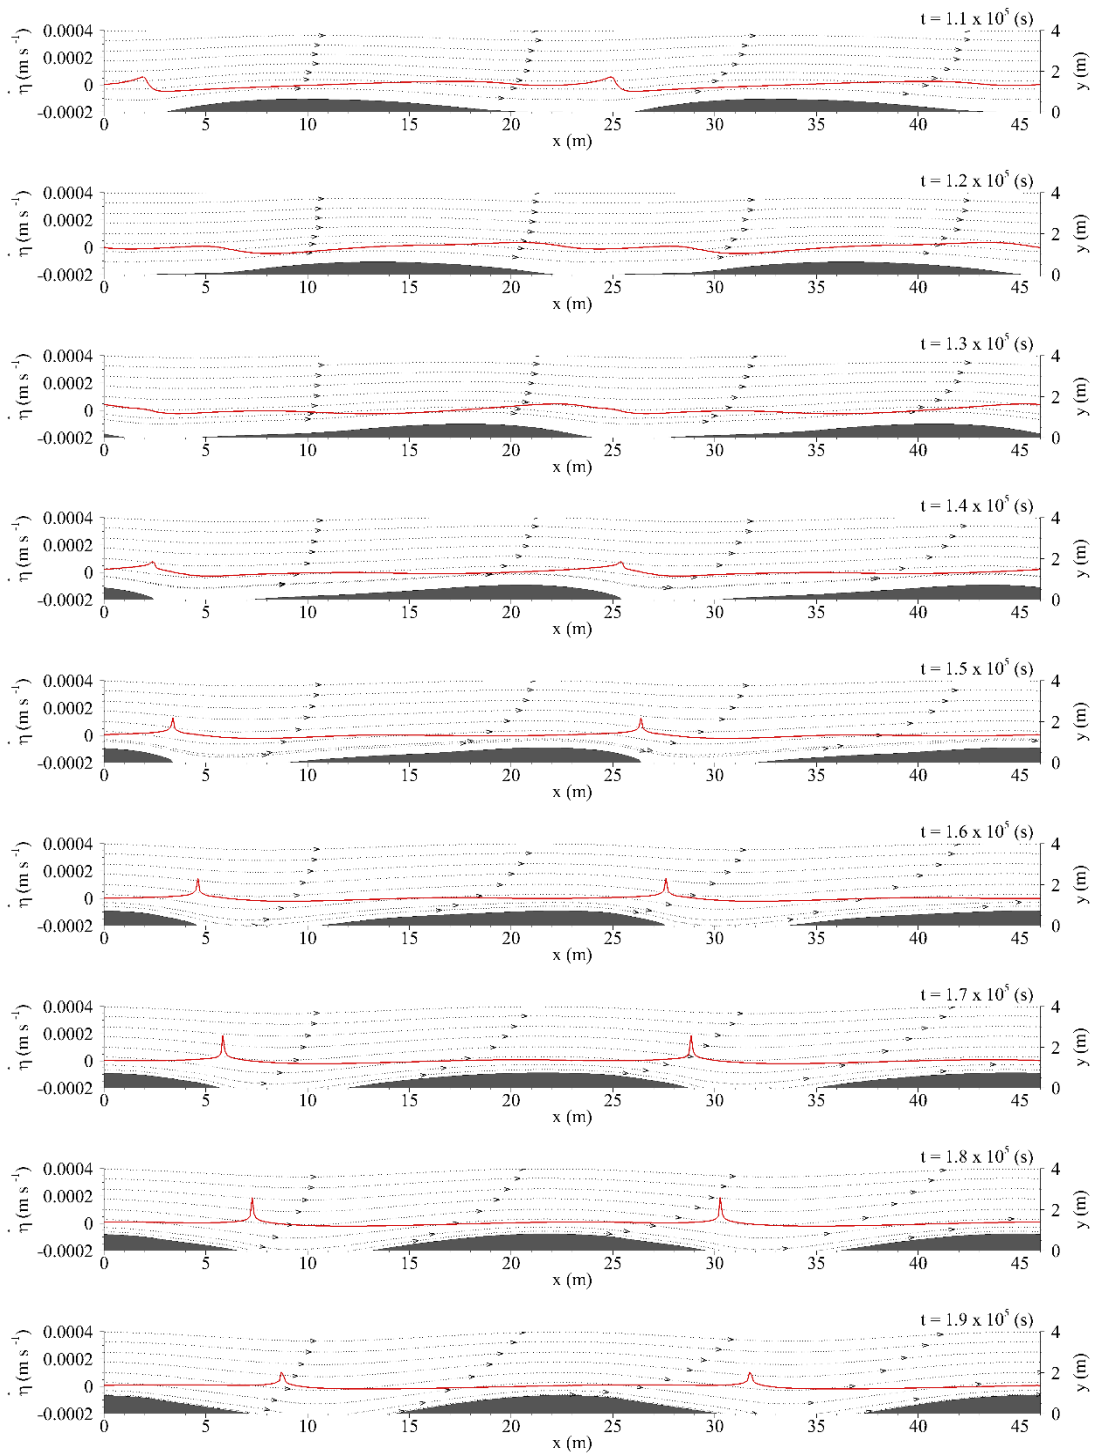 t = 1.1 x 10⁵ (s)
η̇ (m s⁻¹)
0.0004
0.0002
0
-0.0002
4
2
0
y (m)
0 5 10 15 20 25 30 35 40 45
x (m)
t = 1.2 x 10⁵ (s)
η̇ (m s⁻¹)
0.0004
0.0002
0
-0.0002
4
2
0
y (m)
0 5 10 15 20 25 30 35 40 45
x (m)
t = 1.3 x 10⁵ (s)
η̇ (m s⁻¹)
0.0004
0.0002
0
-0.0002
4
2
0
y (m)
0 5 10 15 20 25 30 35 40 45
x (m)
t = 1.4 x 10⁵ (s)
η̇ (m s⁻¹)
0.0004
0.0002
0
-0.0002
4
2
0
y (m)
0 5 10 15 20 25 30 35 40 45
x (m)
t = 1.5 x 10⁵ (s)
η̇ (m s⁻¹)
0.0004
0.0002
0
-0.0002
4
2
0
y (m)
0 5 10 15 20 25 30 35 40 45
x (m)
t = 1.6 x 10⁵ (s)
η̇ (m s⁻¹)
0.0004
0.0002
0
-0.0002
4
2
0
y (m)
0 5 10 15 20 25 30 35 40 45
x (m)
t = 1.7 x 10⁵ (s)
η̇ (m s⁻¹)
0.0004
0.0002
0
-0.0002
4
2
0
y (m)
0 5 10 15 20 25 30 35 40 45
x (m)
t = 1.8 x 10⁵ (s)
η̇ (m s⁻¹)
0.0004
0.0002
0
-0.0002
4
2
0
y (m)
0 5 10 15 20 25 30 35 40 45
x (m)
t = 1.9 x 10⁵ (s)
η̇ (m s⁻¹)
0.0004
0.0002
0
-0.0002
4
2
0
y (m)
0 5 10 15 20 25 30 35 40 45
x (m)